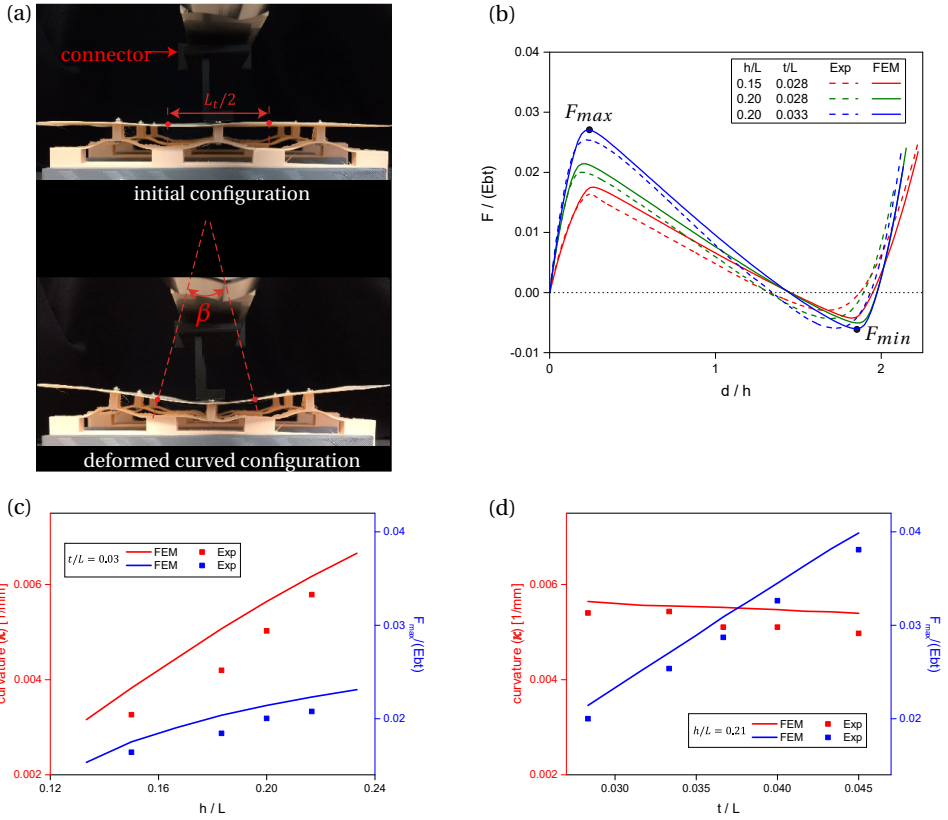 (a)
connector
L_t/2
initial configuration
β
deformed curved configuration
(b)
0.04
0.03
0.02
0.01
0.00
-0.01
F / (Ebt)
h/L t/L Exp FEM
0.15 0.028
0.20 0.028
0.20 0.033
F_max
F_min
0 1 2
d / h
(c)
0.006
0.004
0.002
curvature (ϰ) [1/mm]
t/L = 0.03 FEM Exp
FEM Exp
0.04
0.03
0.02
F_max/(Ebt)
0.12 0.16 0.20 0.24
h / L
(d)
0.006
0.004
0.002
curvature (ϰ) [1/mm]
h/L = 0.21 FEM Exp
FEM Exp
0.04
0.03
0.02
F_max/(Ebt)
0.030 0.035 0.040 0.045
t / L